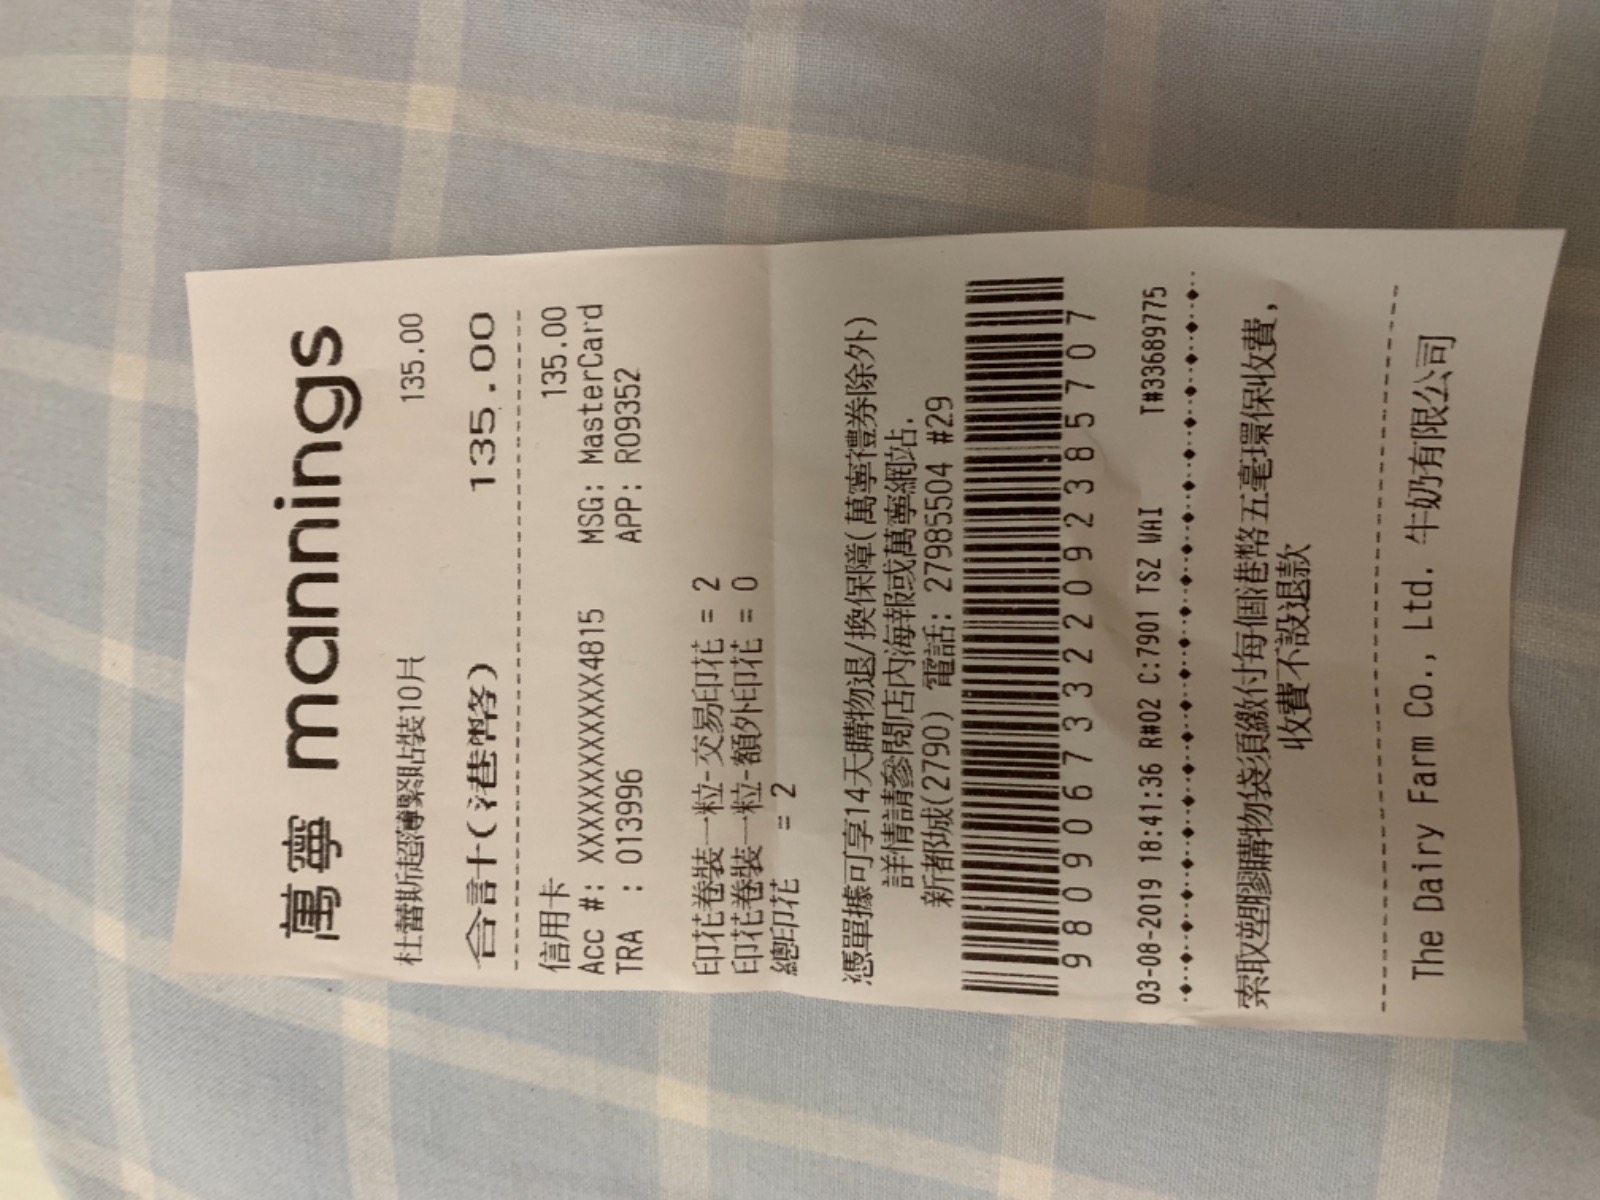 萬寧 mannings
杜蕾斯超薄緊貼裝10片 135.00
合計(港幣) 135.00
信用卡 135.00
Acc #: XXXXXXXXXXXX4815 MSG: MasterCard
TRA : 013996 APP: R09352
印花卷裝一粒-交易印花 = 2
印花卷裝一粒-額外印花 = 0
總印花 = 2
憑單據可享14天購物退/換保障(萬寧禮券除外)
詳情請參閱店內海報或萬寧網站.
新都城(2790) 電話: 27985504 #29
98090673322092385707
03-08-2019 18:41:36 R#02 C:7901 TSZ WAI T#33689775
索取塑膠購物袋須繳付每個港幣五毫環保收費,
收費不設退款
The Dairy Farm Co., Ltd. 牛奶有限公司